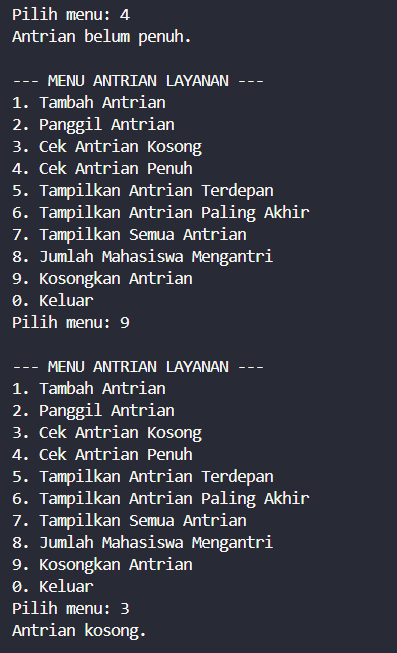 Pilih menu: 4
Antrian belum penuh.

--- MENU ANTRIAN LAYANAN ---
1. Tambah Antrian
2. Panggil Antrian
3. Cek Antrian Kosong
4. Cek Antrian Penuh
5. Tampilkan Antrian Terdepan
6. Tampilkan Antrian Paling Akhir
7. Tampilkan Semua Antrian
8. Jumlah Mahasiswa Mengantri
9. Kosongkan Antrian
0. Keluar
Pilih menu: 9

--- MENU ANTRIAN LAYANAN ---
1. Tambah Antrian
2. Panggil Antrian
3. Cek Antrian Kosong
4. Cek Antrian Penuh
5. Tampilkan Antrian Terdepan
6. Tampilkan Antrian Paling Akhir
7. Tampilkan Semua Antrian
8. Jumlah Mahasiswa Mengantri
9. Kosongkan Antrian
0. Keluar
Pilih menu: 3
Antrian kosong.